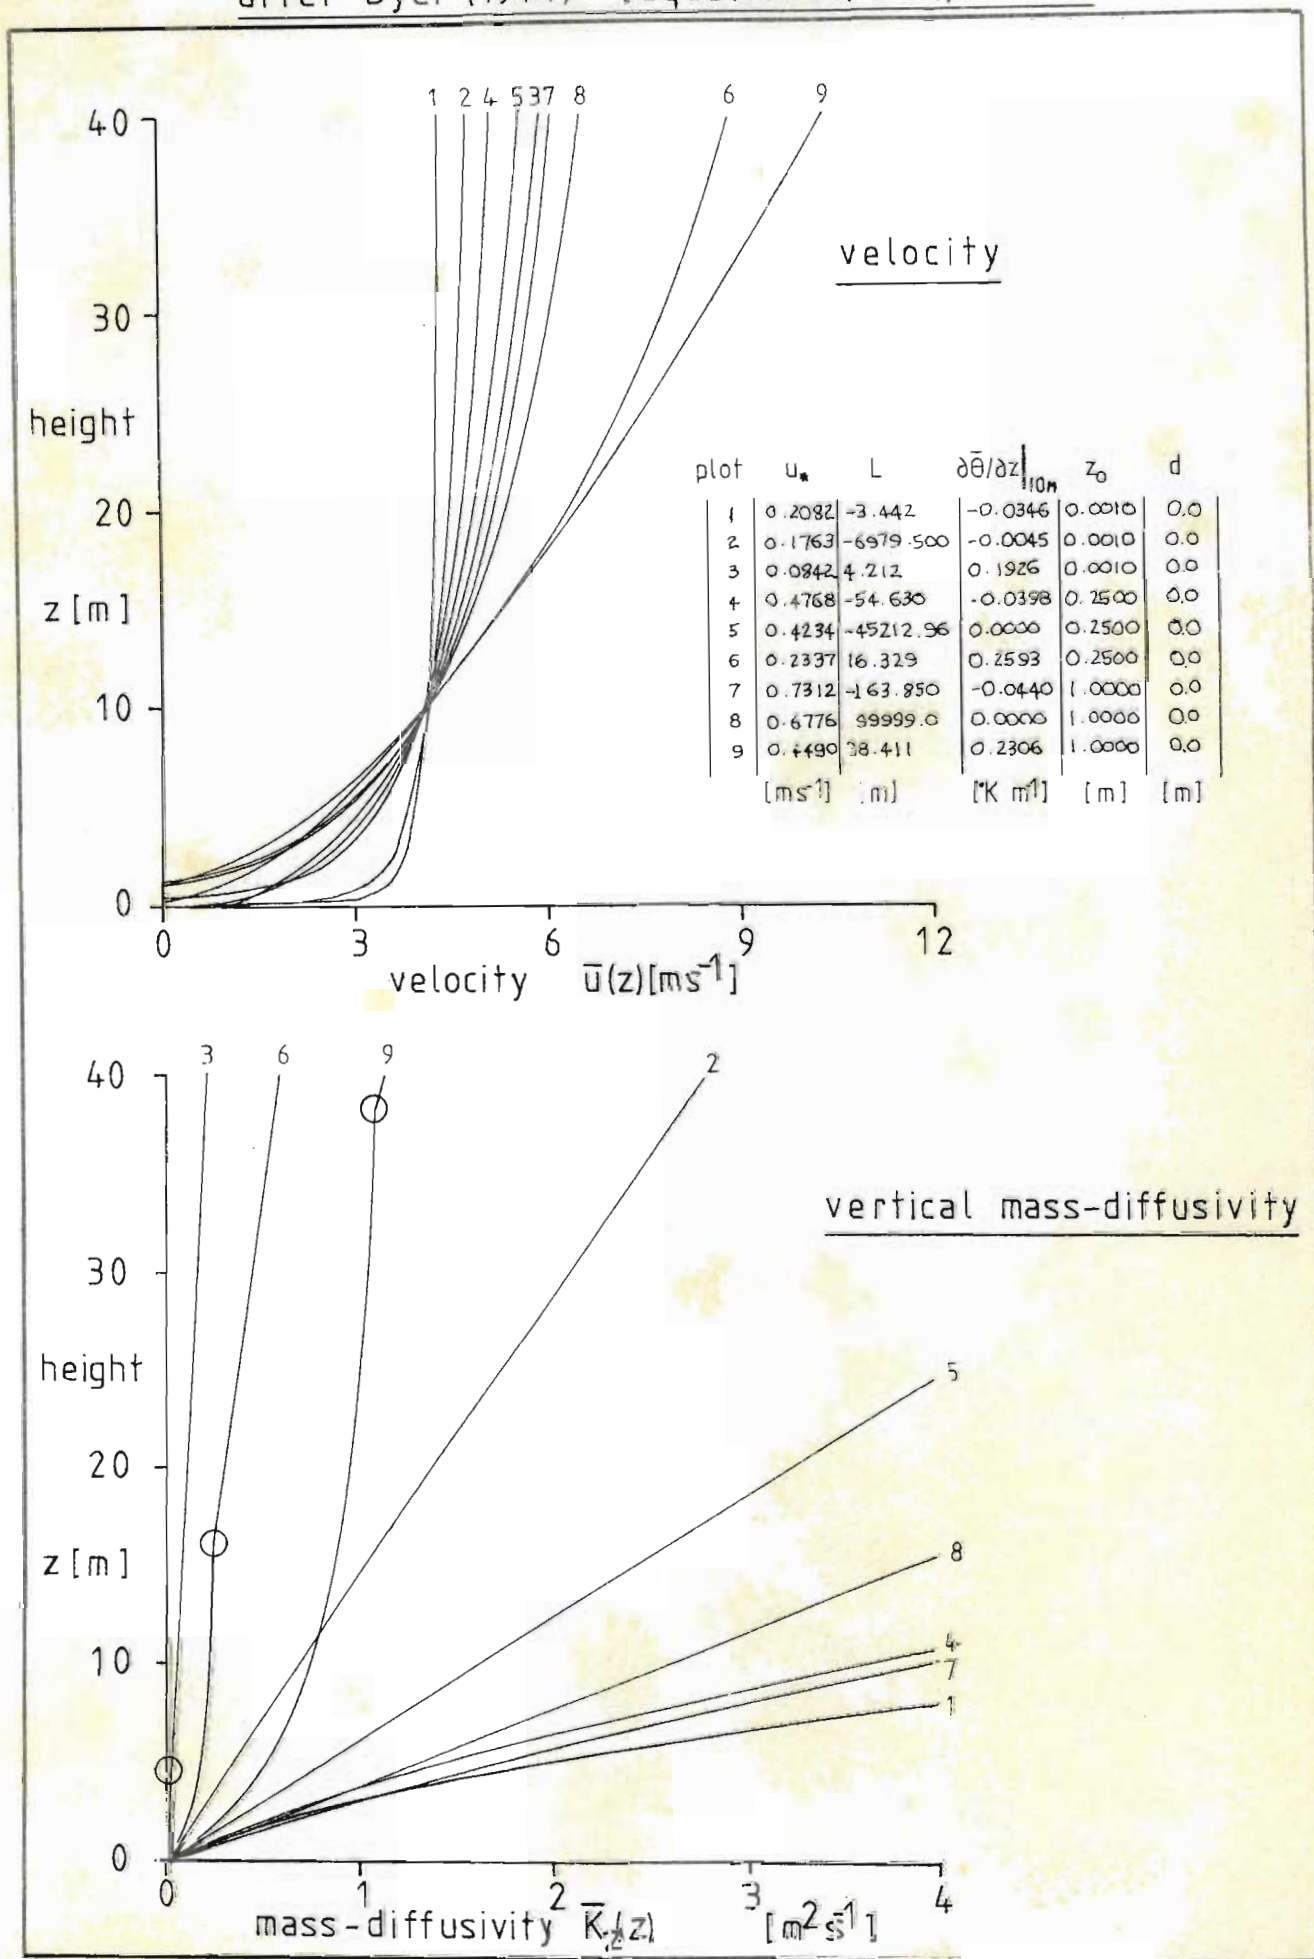 after Dyer
1 2 4 5 3 7 8 6 9
40
30
height
20
z [m]
10
0
0 3 6 9 12
velocity ū(z)[ms⁻¹]
velocity
plot u* L ∂θ̄/∂z|10m z₀ d
1 0.2082 -3.442 -0.0346 0.0010 0.0
2 0.1763 -6979.500 -0.0045 0.0010 0.0
3 0.0842 4.212 0.1926 0.0010 0.0
4 0.4768 -54.630 -0.0398 0.2500 0.0
5 0.4234 -45212.96 0.0000 0.2500 0.0
6 0.2337 16.329 0.2593 0.2500 0.0
7 0.7312 -163.850 -0.0440 1.0000 0.0
8 0.6776 99999.0 0.0000 1.0000 0.0
9 0.4490 38.411 0.2306 1.0000 0.0
[ms⁻¹] [m] [°K m⁻¹] [m] [m]
3 6 9 2
40
vertical mass-diffusivity
30
height
5
20
z [m]
8
10
4
7
1
0
0 1 2 3 4
mass-diffusivity K̄z(z) [m²s⁻¹]